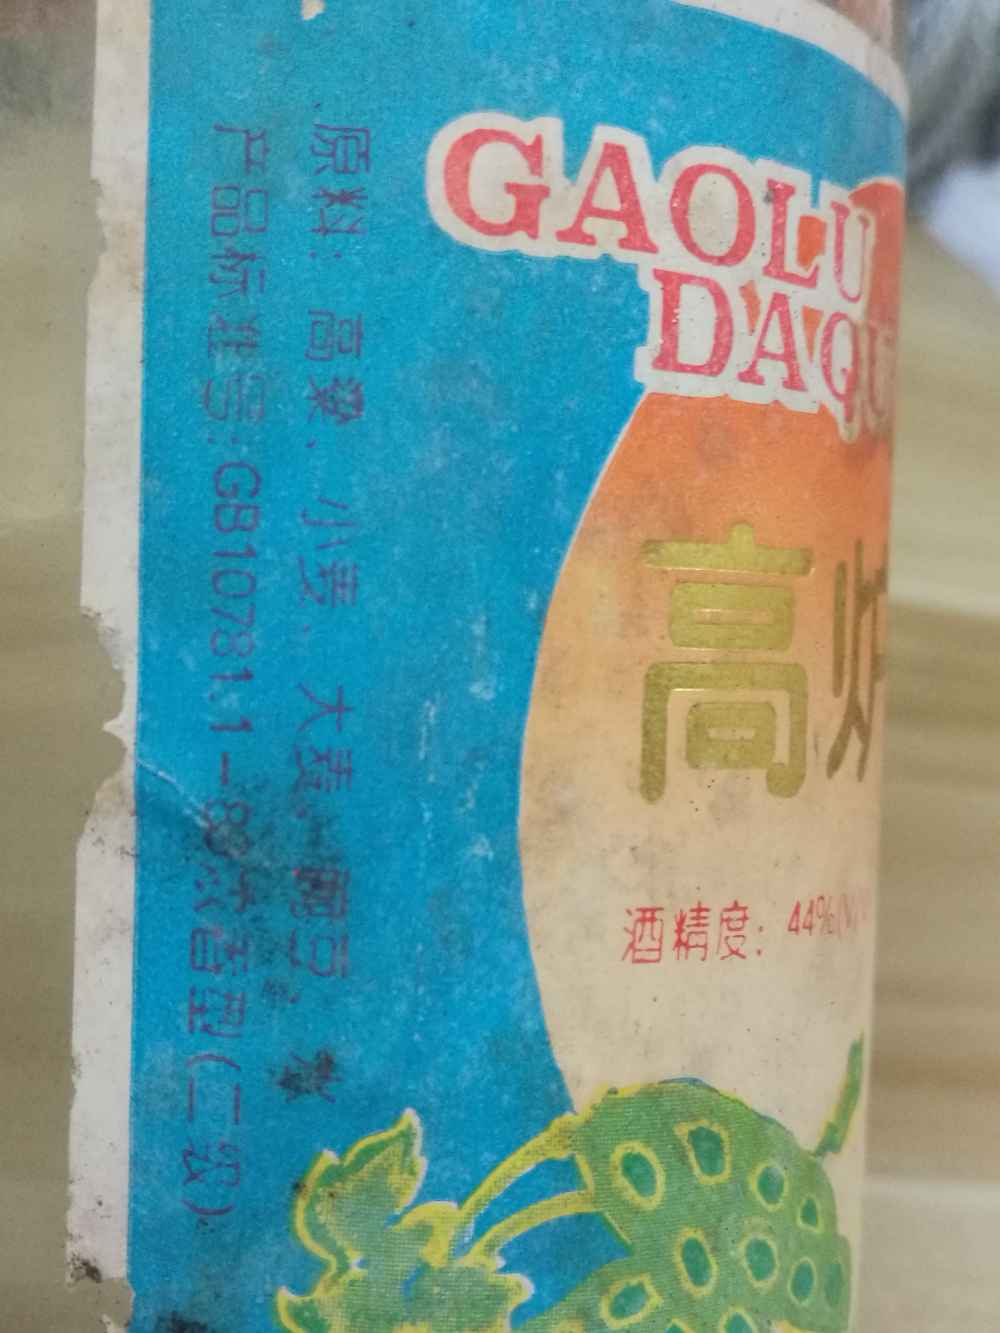 GAOLU
DAQU
高炉
酒精度：44%(V/
原料：高粱、小麦、大麦、豌豆、水
产品标准号：GB10781.1-89浓香型(二级)